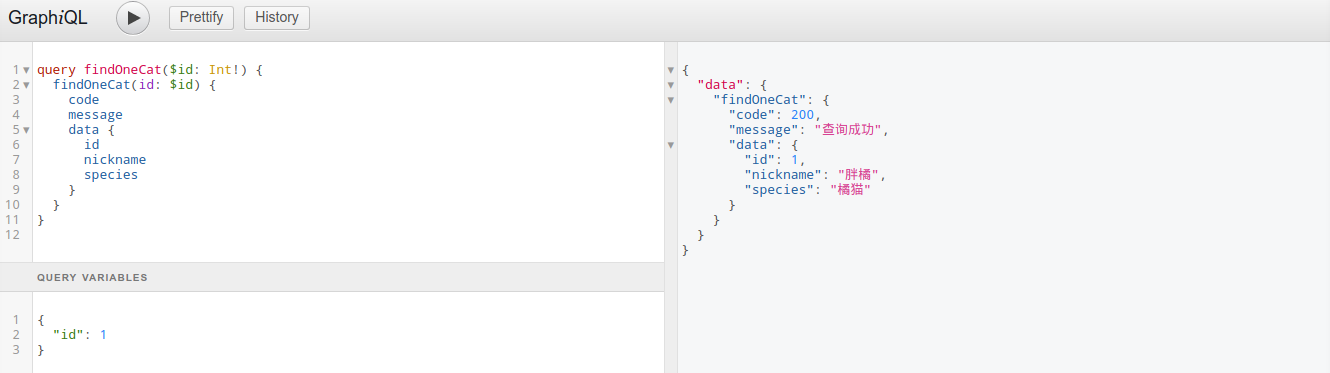 GraphiQL Prettify History
1 query findOneCat($id: Int!) {
2 findOneCat(id: $id) {
3 code
4 message
5 data {
6 id
7 nickname
8 species
9 }
10 }
11 }
12
QUERY VARIABLES
1 {
2 "id": 1
3 }
{
"data": {
"findOneCat": {
"code": 200,
"message": "查询成功",
"data": {
"id": 1,
"nickname": "胖橘",
"species": "橘猫"
}
}
}
}